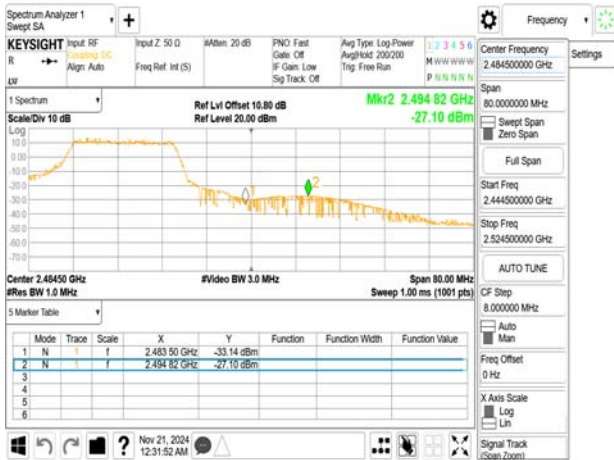 Spectrum Analyzer 1
Swept SA
Frequency
KEYSIGHT Input: RF Input Z: 50 Ω #Atten: 20 dB PNO: Fast Avg Type: Log-Power 1 2 3 4 5 6
R Coupling: DC Gate: Off Avg|Hold: 200/200 M W W W W W
Align: Auto Freq Ref: Int (S) IF Gain: Low Trig: Free Run
Sig Track: Off P N N N N N
1 Spectrum
Scale/Div 10 dB
Ref Lvl Offset 10.80 dB
Ref Level 20.00 dBm
Mkr2 2.494 82 GHz
-27.10 dBm
Log
10.0
0.00
-10.0
-20.0
-30.0
-40.0
-50.0
-60.0
-70.0
1
2
Center 2.48450 GHz #Video BW 3.0 MHz Span 80.00 MHz
#Res BW 1.0 MHz Sweep 1.00 ms (1001 pts)
5 Marker Table
Mode Trace Scale X Y Function Function Width Function Value
1 N 1 f 2.483 50 GHz -33.14 dBm
2 N 1 f 2.494 82 GHz -27.10 dBm
3
4
5
6
Nov 21, 2024
12:31:52 AM
Center Frequency
2.484500000 GHz
Settings
Span
80.0000000 MHz
Swept Span
Zero Span
Full Span
Start Freq
2.444500000 GHz
Stop Freq
2.524500000 GHz
AUTO TUNE
CF Step
8.000000 MHz
Auto
Man
Freq Offset
0 Hz
X Axis Scale
Log
Lin
Signal Track
(Span Zoom)